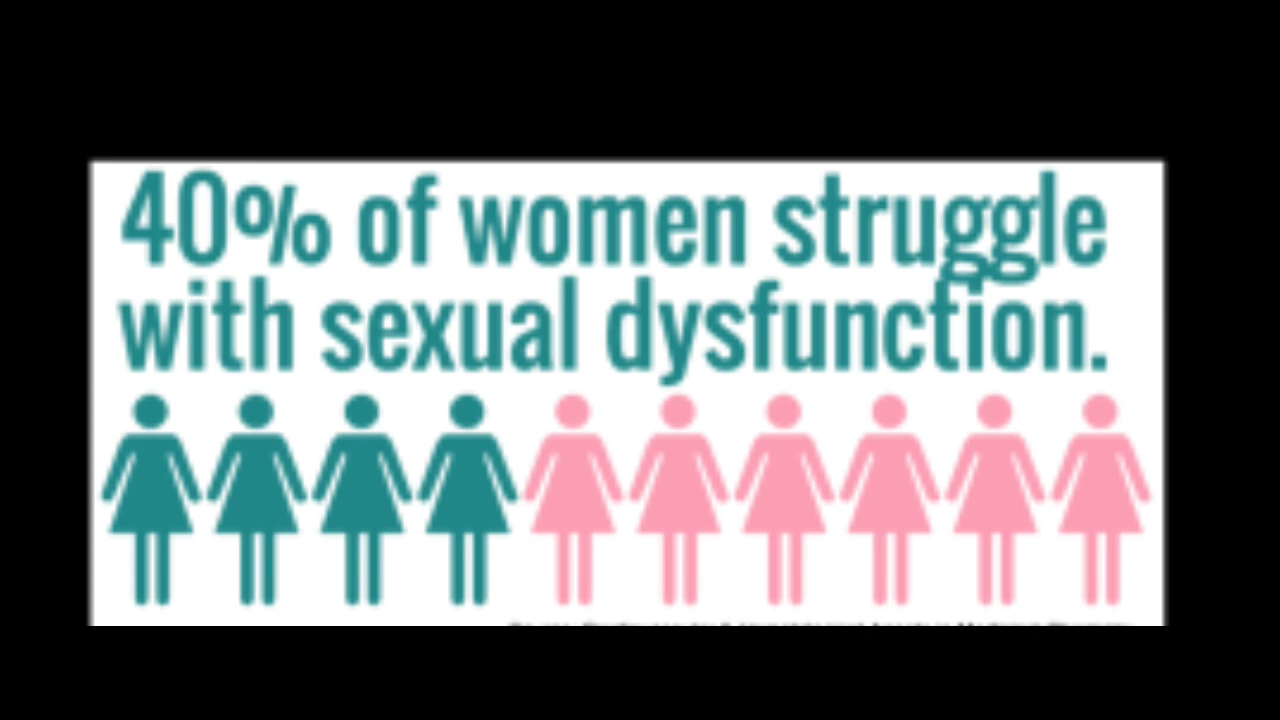 40% of women struggle
with sexual dysfunction.